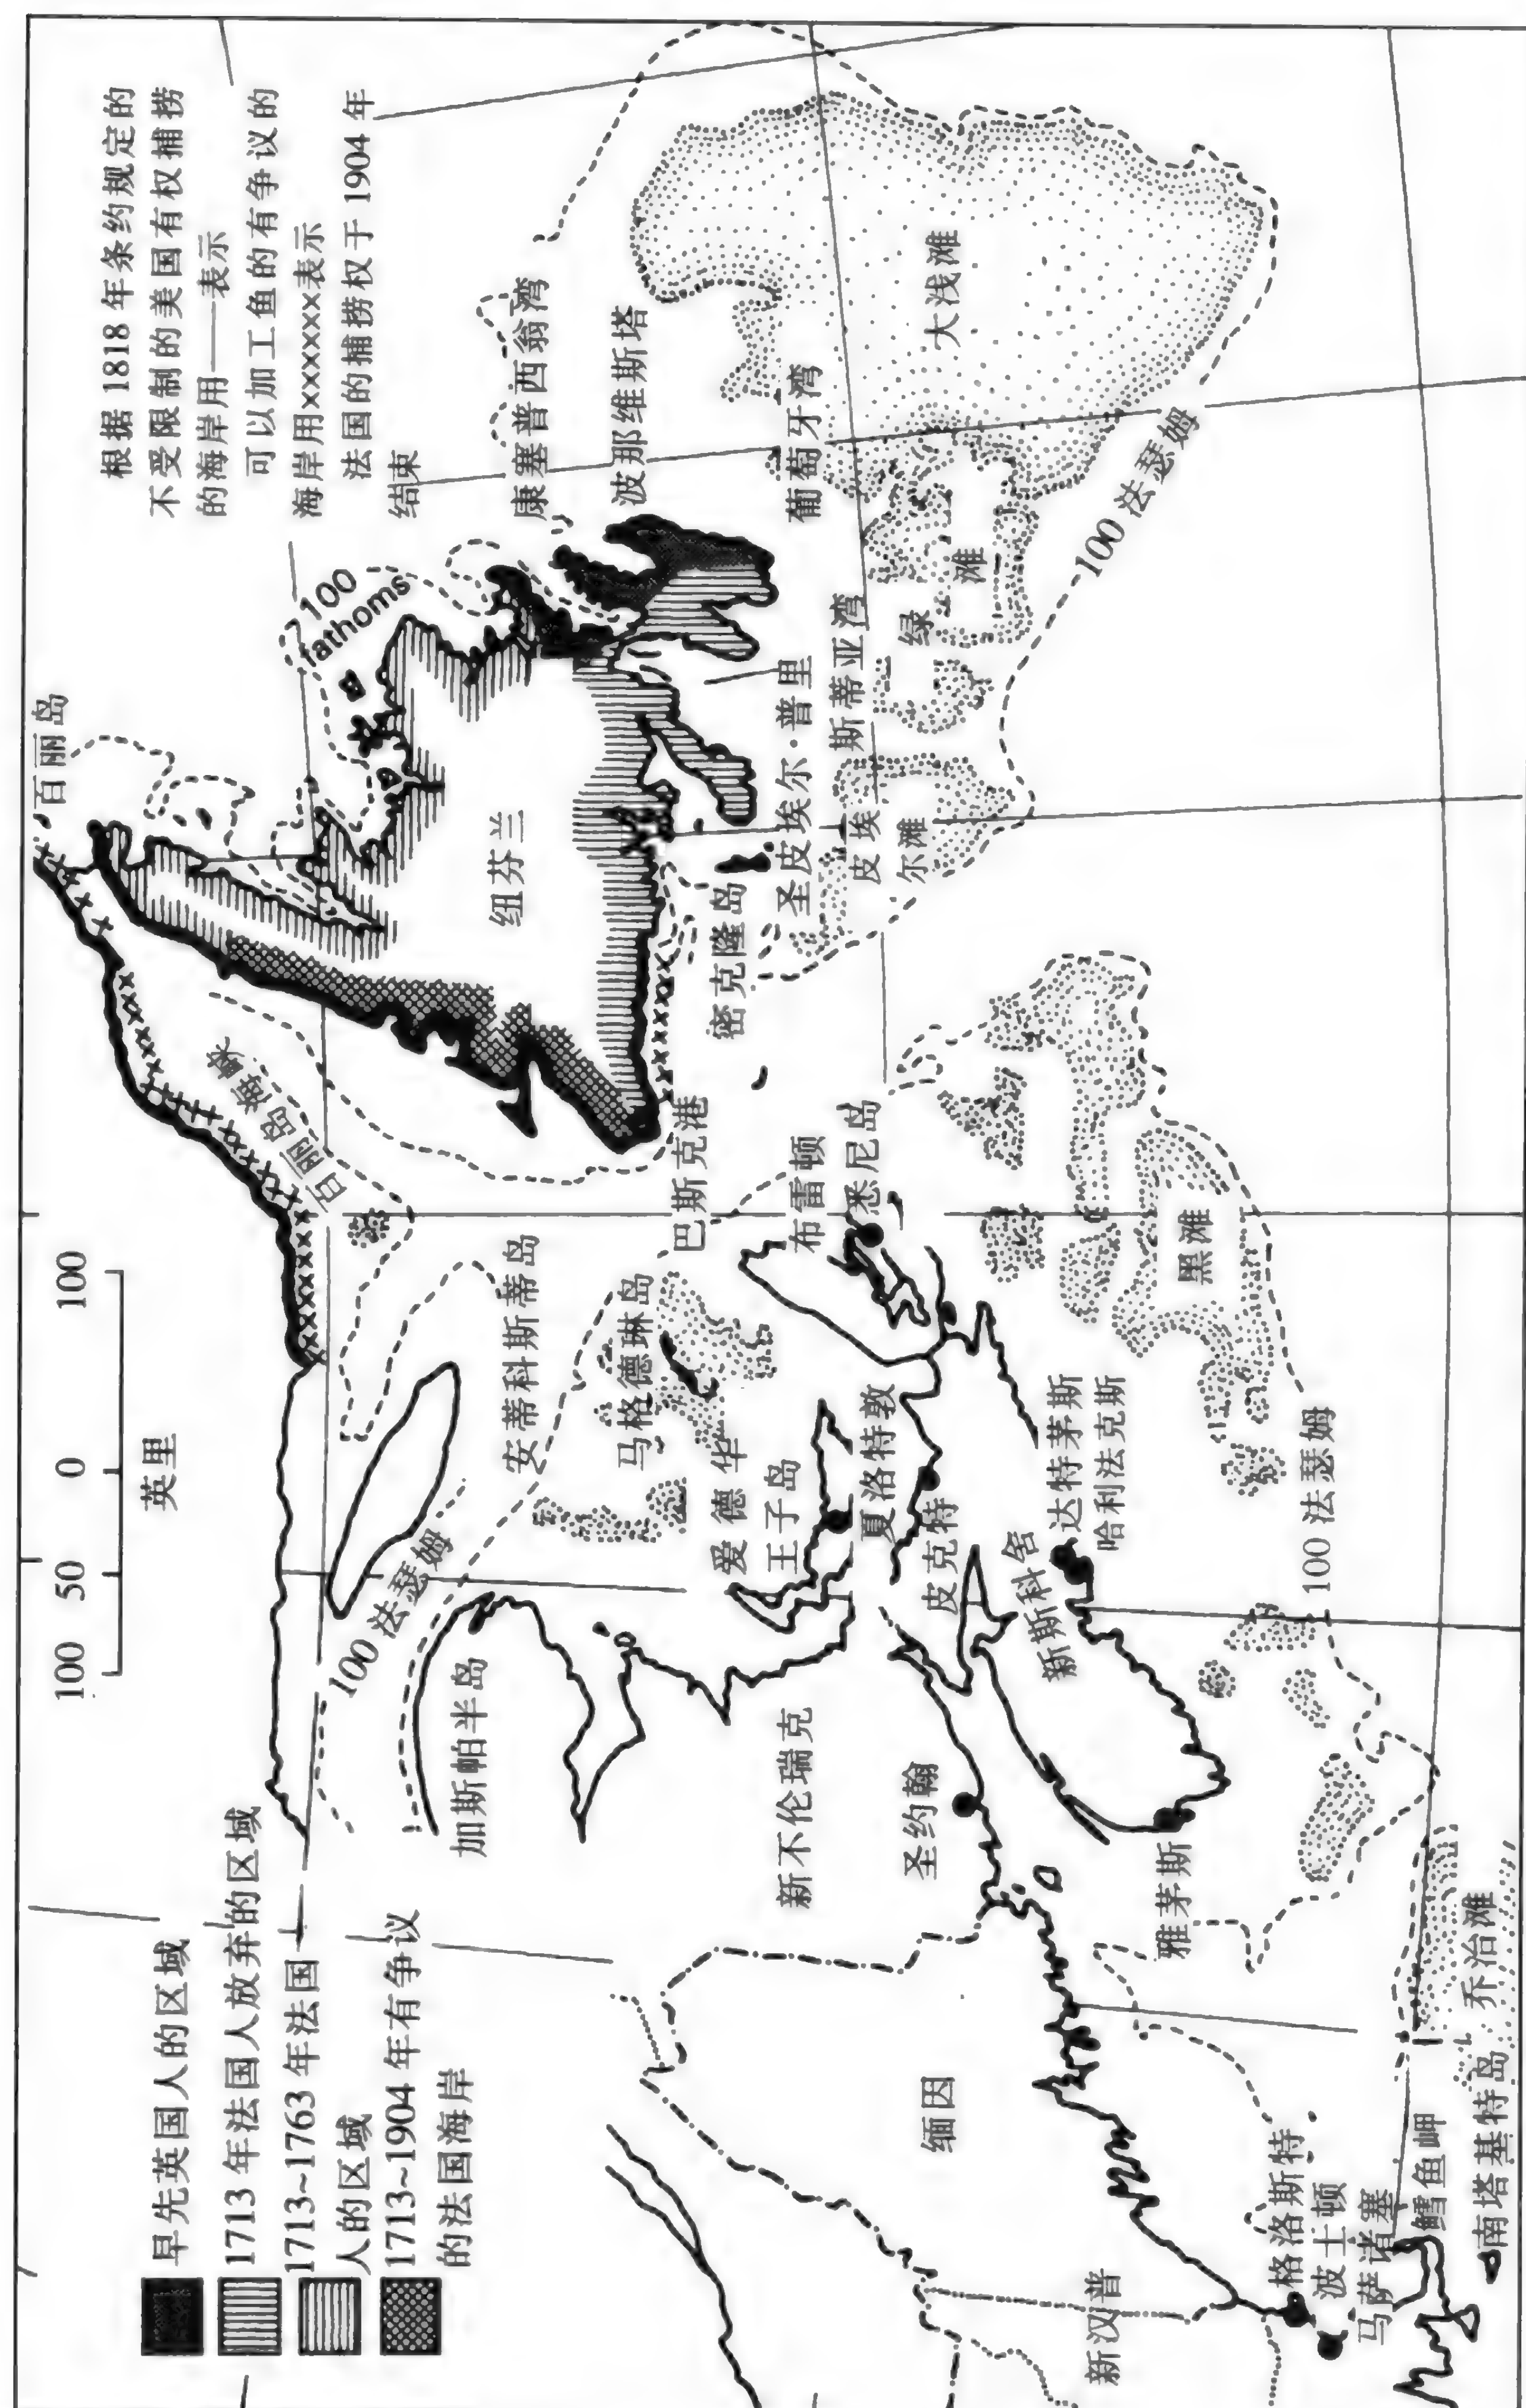 根据 1818 年条约规定的
不受限制的美国有权捕捞
的海岸用——表示
可以加工鱼的有争议的
海岸用xxxxxx表示
法国的捕捞权于 1904 年
结束
早先英国人的区域
1713 年法国人放弃的区域
1713~1763 年法国
人的区域
1713~1904 年有争议
的法国海岸
100 50 0 100
英里
百丽岛
100
fathoms
康塞普西翁湾
波那维斯塔
葡萄牙湾
大浅滩
100 法瑟姆
绿
滩
斯蒂亚湾
圣皮埃尔·普里
皮埃
尔滩
密克隆岛
纽芬兰
百丽岛海峡
巴斯克港
布雷顿
悉尼岛
安蒂科斯蒂岛
马格德琳岛
爱德华
王子岛
夏洛特敦
皮克特
新斯科舍
达特茅斯
哈利法克斯
黑滩
100 法瑟姆
100 法瑟姆
加斯帕半岛
新不伦瑞克
圣约翰
雅茅斯
缅因
乔治滩
新汉普
格洛斯特
波士顿
马萨诸塞
鳕鱼岬
南塔基特岛